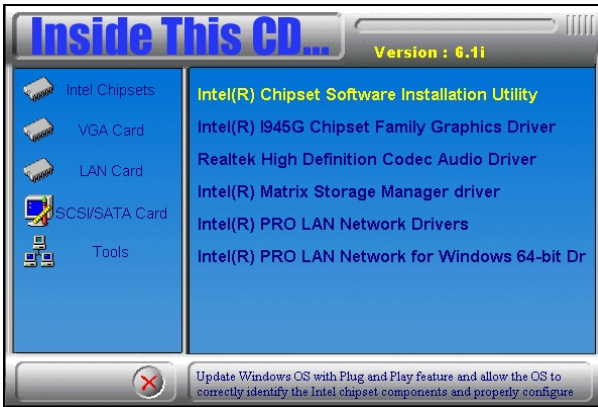 Inside This CD...
Version : 6.1i
Intel Chipsets
VGA Card
LAN Card
SCSI/SATA Card
Tools
Intel(R) Chipset Software Installation Utility
Intel(R) I945G Chipset Family Graphics Driver
Realtek High Definition Codec Audio Driver
Intel(R) Matrix Storage Manager driver
Intel(R) PRO LAN Network Drivers
Intel(R) PRO LAN Network for Windows 64-bit Dr
Update Windows OS with Plug and Play feature and allow the OS to
correctly identify the Intel chipset components and properly configure